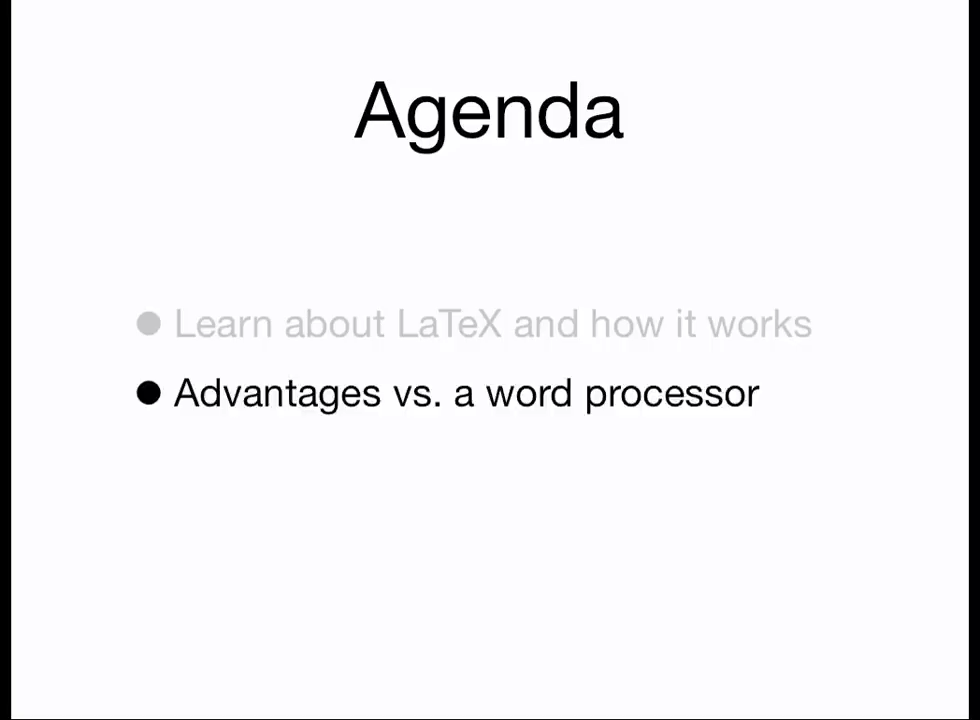 Agenda
● Learn about LaTeX and how it works
● Advantages vs. a word processor